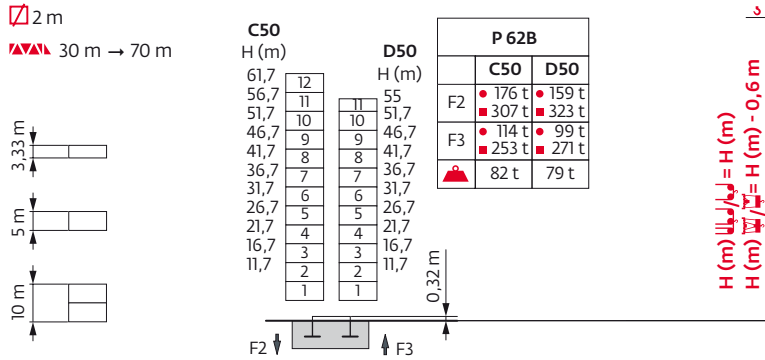 2 m
30 m → 70 m
3,33 m
5 m
10 m
C50
H (m)
61,7
56,7
51,7
46,7
41,7
36,7
31,7
26,7
21,7
16,7
11,7
12
11
10
9
8
7
6
5
4
3
2
1
11
10
9
8
7
6
5
4
3
2
1
D50
H (m)
55
51,7
46,7
41,7
36,7
31,7
26,7
21,7
16,7
11,7
0,32 m
F2
F3
P 62B
C50 D50
F2 ● 176 t ● 159 t
■ 307 t ■ 323 t
F3 ● 114 t ● 99 t
■ 253 t ■ 271 t
82 t 79 t
H (m) / = H (m)
H (m) / = H (m) - 0,6 m